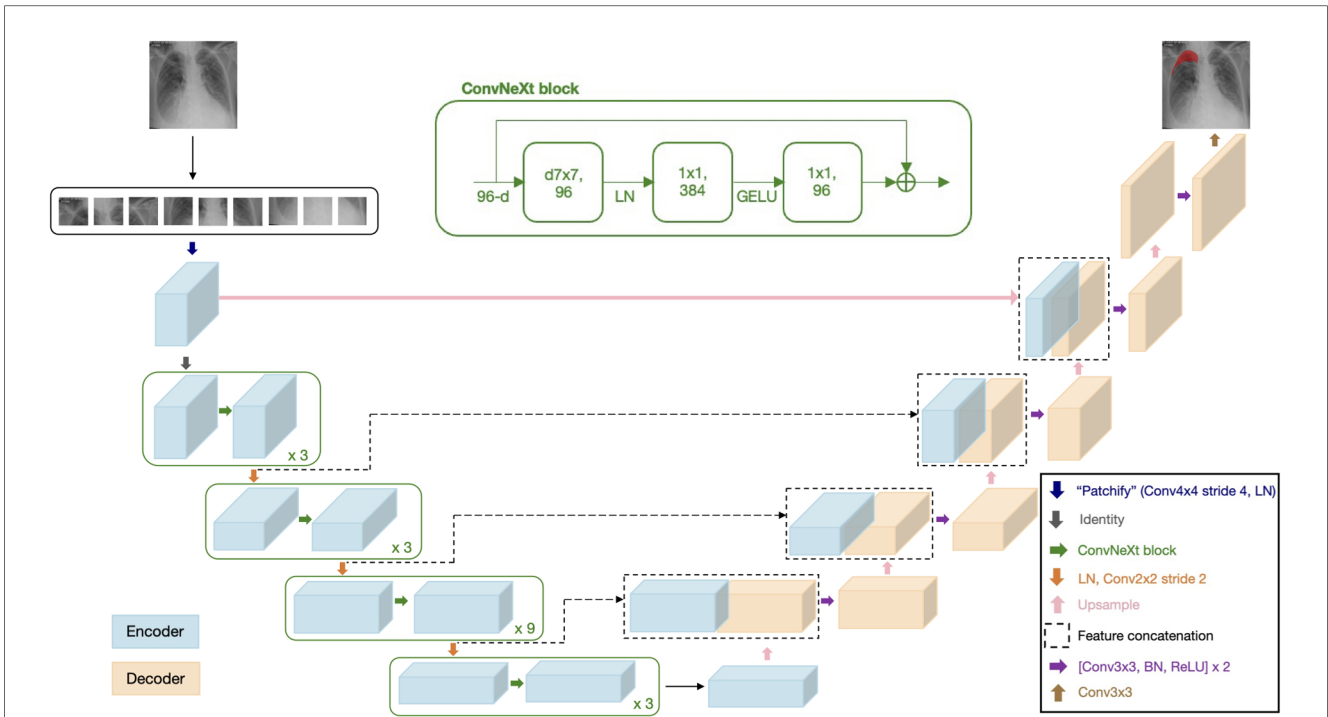 ConvNeXt block
96-d
d7x7,
96
LN
1x1,
384
GELU
1x1,
96
x 3
x 3
x 9
x 3
Encoder
Decoder
“Patchify” (Conv4x4 stride 4, LN)
Identity
ConvNeXt block
LN, Conv2x2 stride 2
Upsample
Feature concatenation
[Conv3x3, BN, ReLU] x 2
Conv3x3